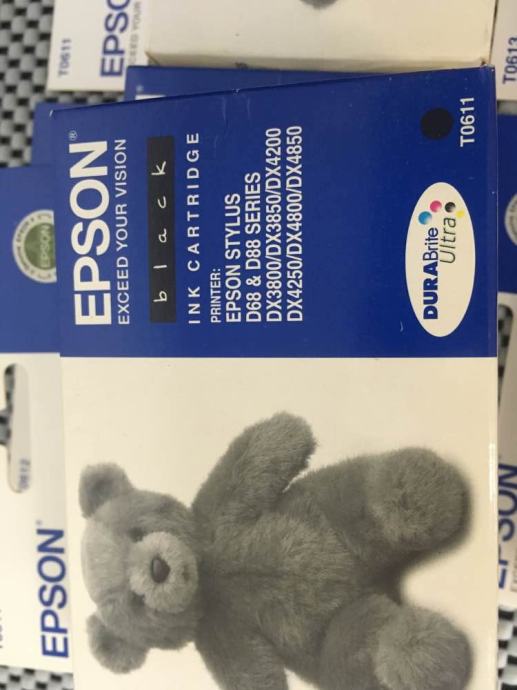 EPSON®
EXCEED YOUR VISION
black
INK CARTRIDGE
PRINTER:
EPSON STYLUS
D68 & D88 SERIES
DX3800/DX3850/DX4200
DX4250/DX4800/DX4850
DURABrite
Ultra
T0611
T0611
T0613
EPSON
T0612
EPSON